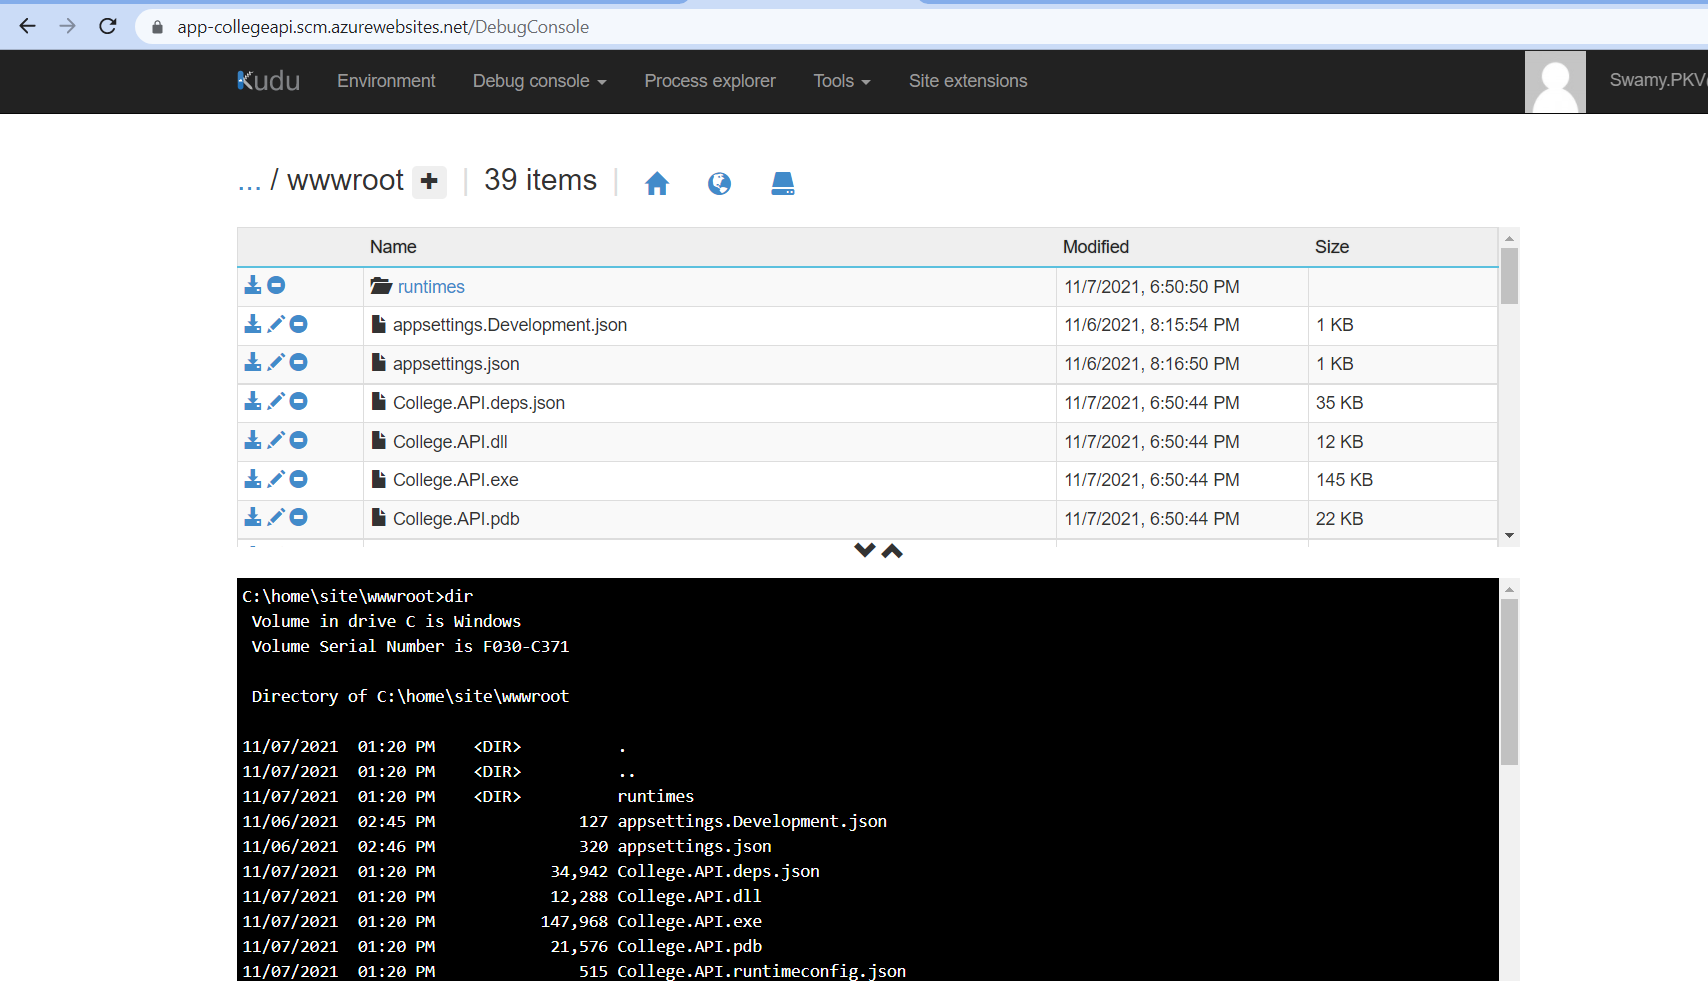 app-collegeapi.scm.azurewebsites.net/DebugConsole
Kudu Environment Debug console Process explorer Tools Site extensions Swamy.PKV
... / wwwroot + | 39 items |
Name Modified Size
runtimes 11/7/2021, 6:50:50 PM
appsettings.Development.json 11/6/2021, 8:15:54 PM 1 KB
appsettings.json 11/6/2021, 8:16:50 PM 1 KB
College.API.deps.json 11/7/2021, 6:50:44 PM 35 KB
College.API.dll 11/7/2021, 6:50:44 PM 12 KB
College.API.exe 11/7/2021, 6:50:44 PM 145 KB
College.API.pdb 11/7/2021, 6:50:44 PM 22 KB
C:\home\site\wwwroot>dir
Volume in drive C is Windows
Volume Serial Number is F030-C371
Directory of C:\home\site\wwwroot
11/07/2021 01:20 PM <DIR> .
11/07/2021 01:20 PM <DIR> ..
11/07/2021 01:20 PM <DIR> runtimes
11/06/2021 02:45 PM 127 appsettings.Development.json
11/06/2021 02:46 PM 320 appsettings.json
11/07/2021 01:20 PM 34,942 College.API.deps.json
11/07/2021 01:20 PM 12,288 College.API.dll
11/07/2021 01:20 PM 147,968 College.API.exe
11/07/2021 01:20 PM 21,576 College.API.pdb
11/07/2021 01:20 PM 515 College.API.runtimeconfig.json